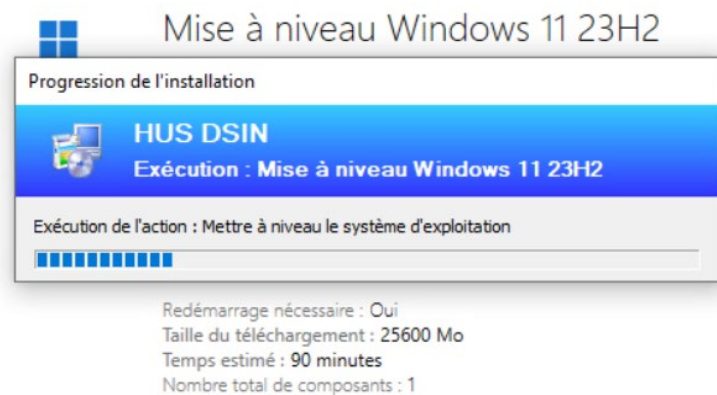 Mise à niveau Windows 11 23H2
Progression de l'installation
HUS DSIN
Exécution : Mise à niveau Windows 11 23H2
Exécution de l'action : Mettre à niveau le système d'exploitation
Redémarrage nécessaire : Oui
Taille du téléchargement : 25600 Mo
Temps estimé : 90 minutes
Nombre total de composants : 1